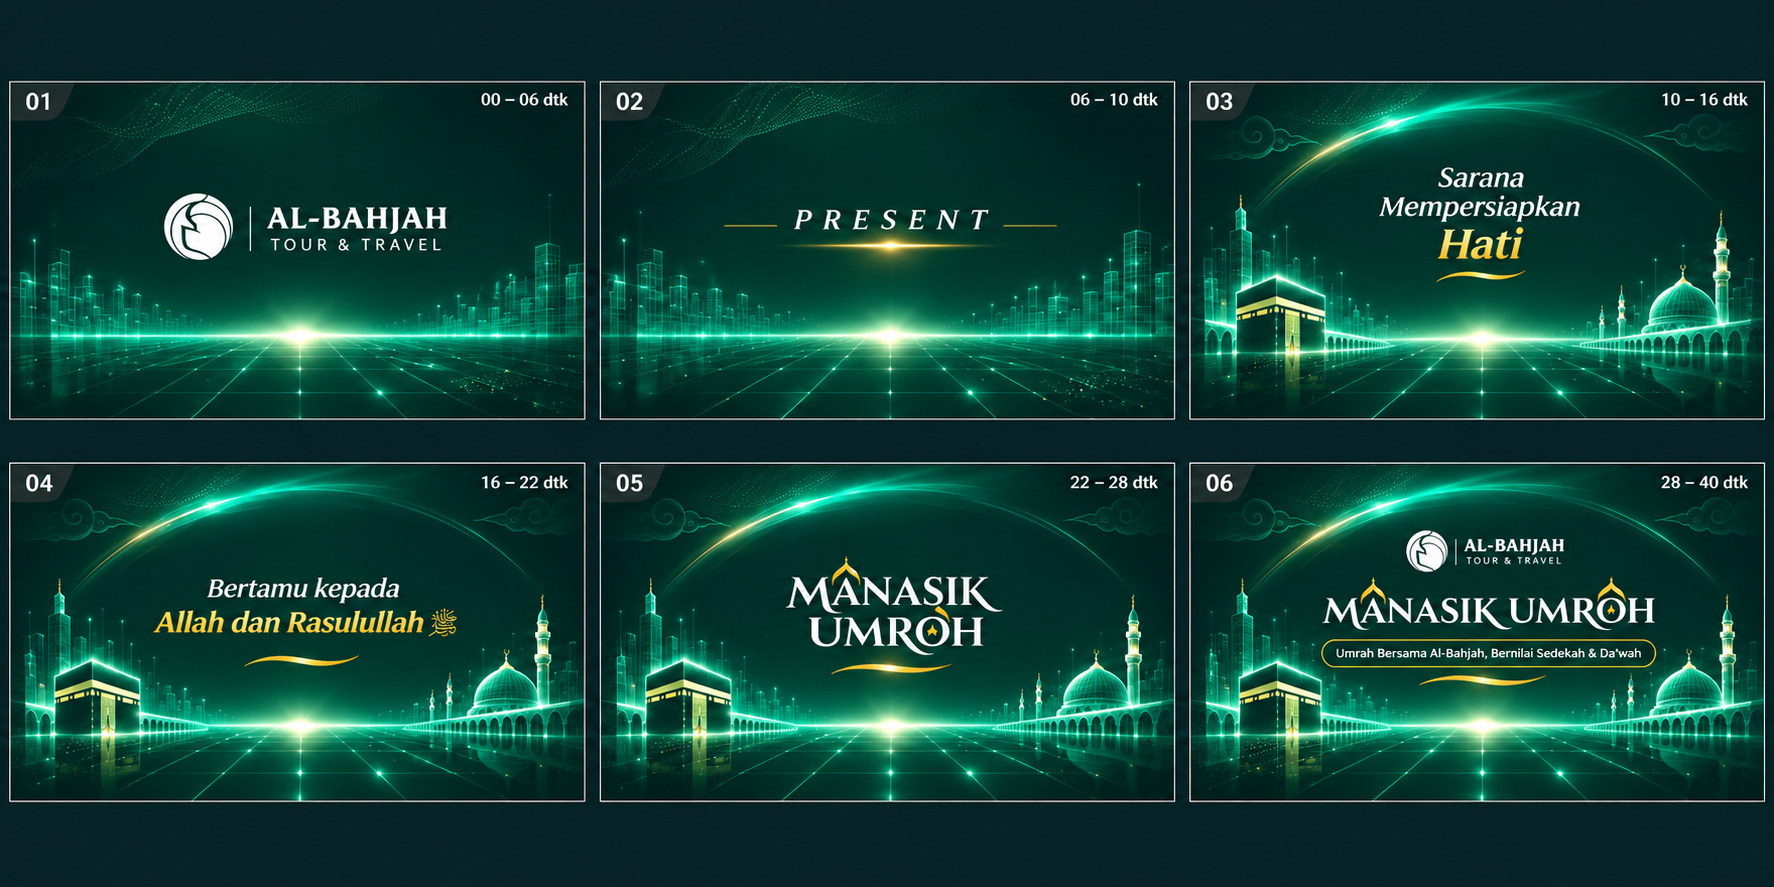 01
00 – 06 dtk
AL-BAHJAH
TOUR & TRAVEL
02
06 – 10 dtk
PRESENT
03
10 – 16 dtk
Sarana
Mempersiapkan
Hati
04
16 – 22 dtk
Bertamu kepada
Allah dan Rasulullah ﷺ
05
22 – 28 dtk
MANASIK
UMROH
06
28 – 40 dtk
AL-BAHJAH
TOUR & TRAVEL
MANASIK UMROH
Umrah Bersama Al-Bahjah, Bernilai Sedekah & Da'wah